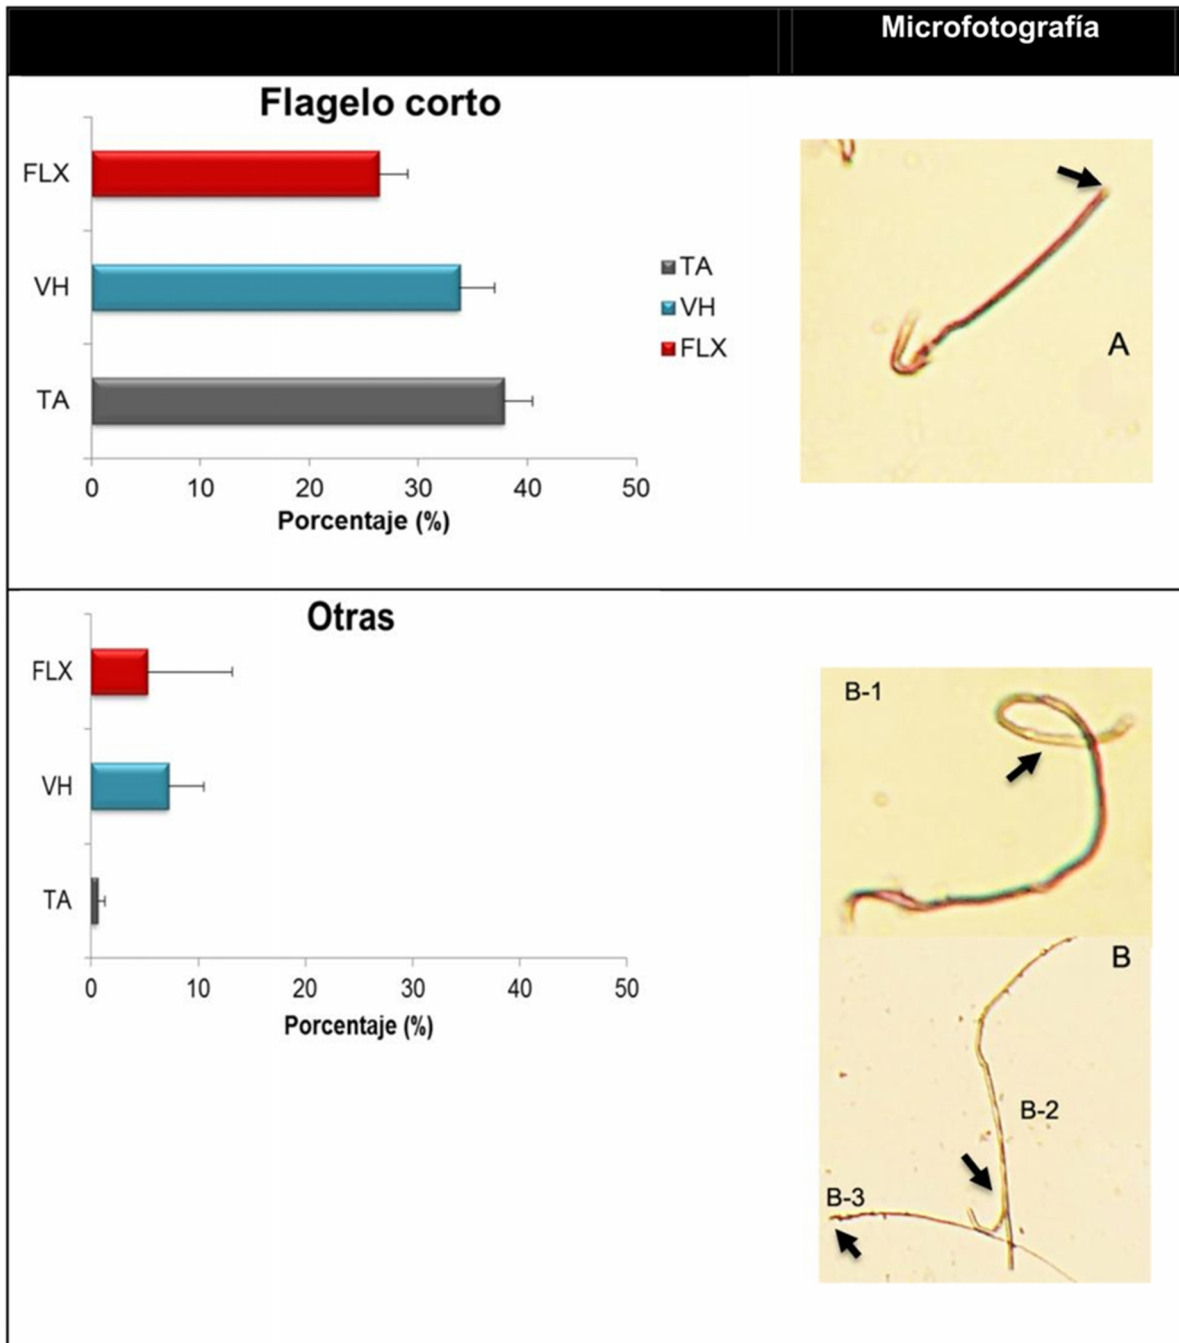 Microfotografía
Flagelo corto
FLX
VH
TA
0 10 20 30 40 50
Porcentaje (%)
TA
VH
FLX
A
Otras
FLX
VH
TA
0 10 20 30 40 50
Porcentaje (%)
B-1
B
B-2
B-3